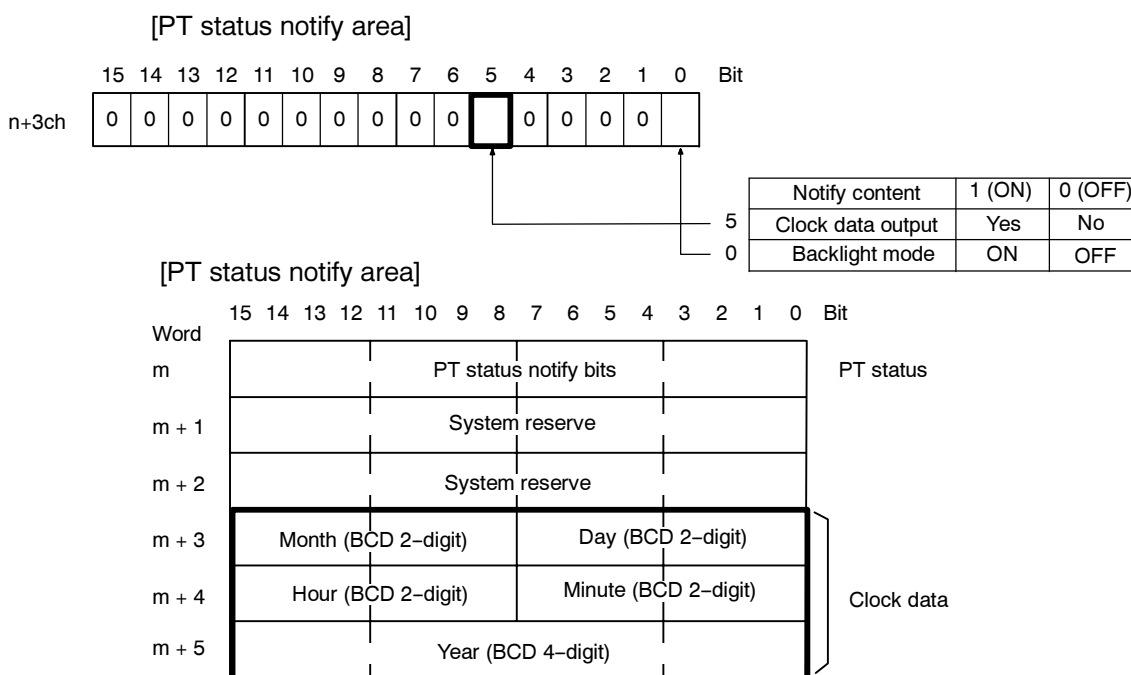 [PT status notify area]
15 14 13 12 11 10 9 8 7 6 5 4 3 2 1 0 Bit
n+3ch 0 0 0 0 0 0 0 0 0 0 0 0 0 0
Notify content 1 (ON) 0 (OFF)
5 Clock data output Yes No
0 Backlight mode ON OFF
[PT status notify area]
15 14 13 12 11 10 9 8 7 6 5 4 3 2 1 0 Bit
Word
m PT status notify bits PT status
m + 1 System reserve
m + 2 System reserve
m + 3 Month (BCD 2−digit) Day (BCD 2−digit)
m + 4 Hour (BCD 2−digit) Minute (BCD 2−digit) Clock data
m + 5 Year (BCD 4−digit)